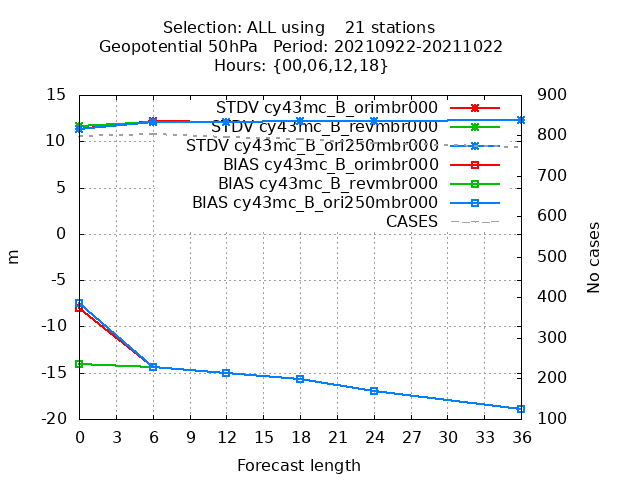 Selection: ALL using    21 stations
Geopotential 50hPa   Period: 20210922-20211022
Hours: {00,06,12,18}
STDV cy43mc_B_orimbr000
STDV cy43mc_B_revmbr000
STDV cy43mc_B_ori250mbr000
BIAS cy43mc_B_orimbr000
BIAS cy43mc_B_revmbr000
BIAS cy43mc_B_ori250mbr000
CASES
15
10
5
0
-5
-10
-15
-20
m
900
800
700
600
500
400
300
200
100
No cases
0 3 6 9 12 15 18 21 24 27 30 33 36
Forecast length